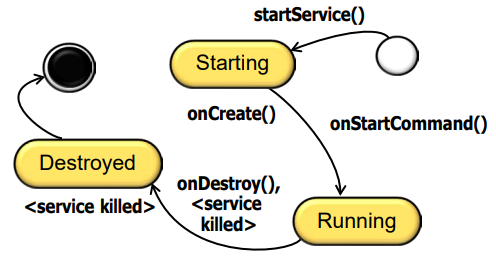 startService()
Starting
onCreate()
onStartCommand()
Destroyed
<service killed>
onDestroy(),
<service
killed>
Running